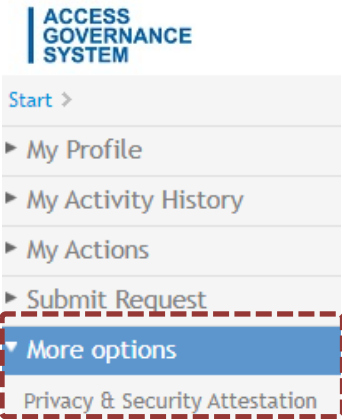 ACCESS
GOVERNANCE
SYSTEM
Start >
My Profile
My Activity History
My Actions
Submit Request
More options
Privacy & Security Attestation